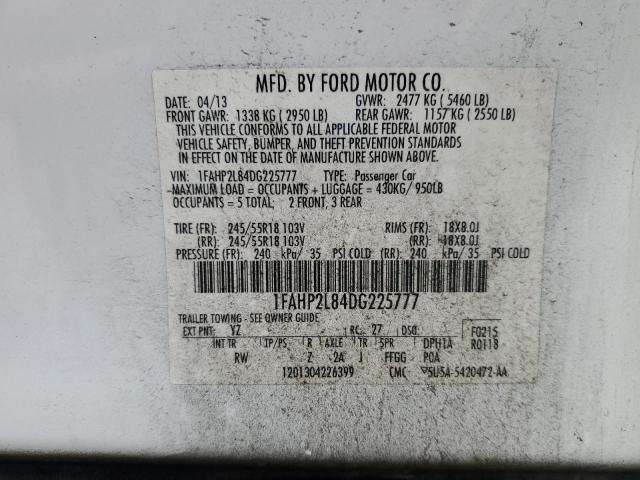 MFD. BY FORD MOTOR CO.
DATE: 04/13 GVWR: 2477 KG ( 5460 LB)
FRONT GAWR: 1338 KG ( 2950 LB) REAR GAWR: 1157 KG ( 2550 LB)
THIS VEHICLE CONFORMS TO ALL APPLICABLE FEDERAL MOTOR
VEHICLE SAFETY, BUMPER, AND THEFT PREVENTION STANDARDS
IN EFFECT ON THE DATE OF MANUFACTURE SHOWN ABOVE.
VIN: 1FAHP2L84DG225777 TYPE: Passenger Car
MAXIMUM LOAD = OCCUPANTS + LUGGAGE = 430KG/ 950LB
OCCUPANTS = 5 TOTAL; 2 FRONT, 3 REAR
TIRE (FR): 245/55R18 103V RIMS (FR): 18X8.0J
(RR): 245/55R18 103V (RR): 18X8.0J
PRESSURE (FR): 240 kPa/ 35 PSI COLD (RR): 240 kPa/ 35 PSI COLD
1FAHP2L84DG225777
TRAILER TOWING - SEE OWNER GUIDE
EXT PNT: YZ RC: 27 DSO: F0215
INT TR TP/PS R AXLE TR SPR DPH1A R0118
RW Z 2A J FFGG POA
1201304226399 CMC 5U5A-5420472-AA